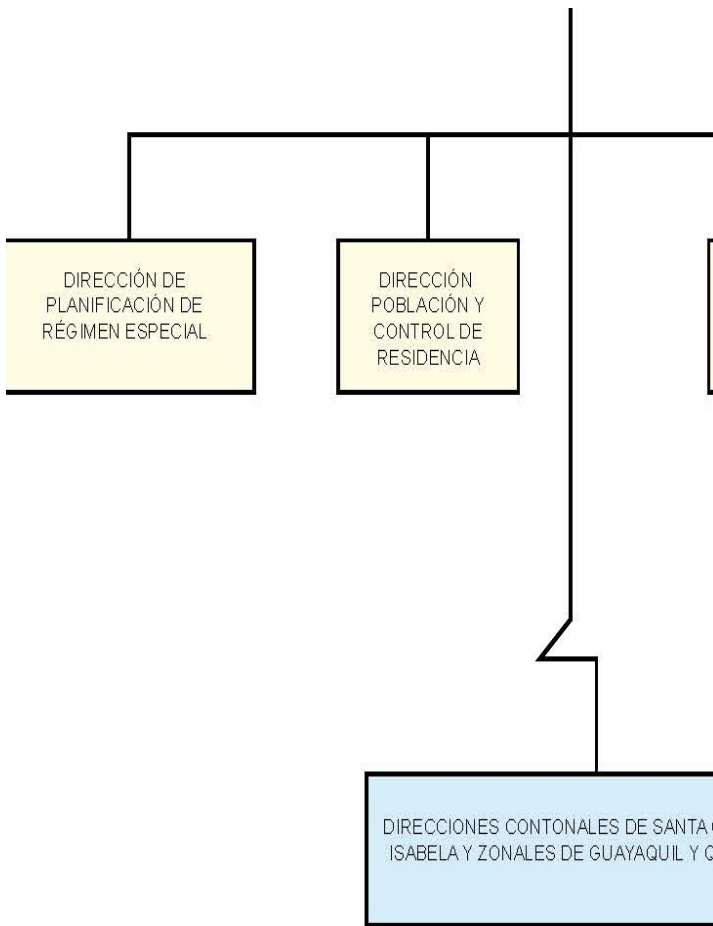 DIRECCIÓN DE
PLANIFICACIÓN DE
RÉGIMEN ESPECIAL
DIRECCIÓN
POBLACIÓN Y
CONTROL DE
RESIDENCIA
DIRECCIONES CONTONALES DE SANTA
ISABELA Y ZONALES DE GUAYAQUIL Y